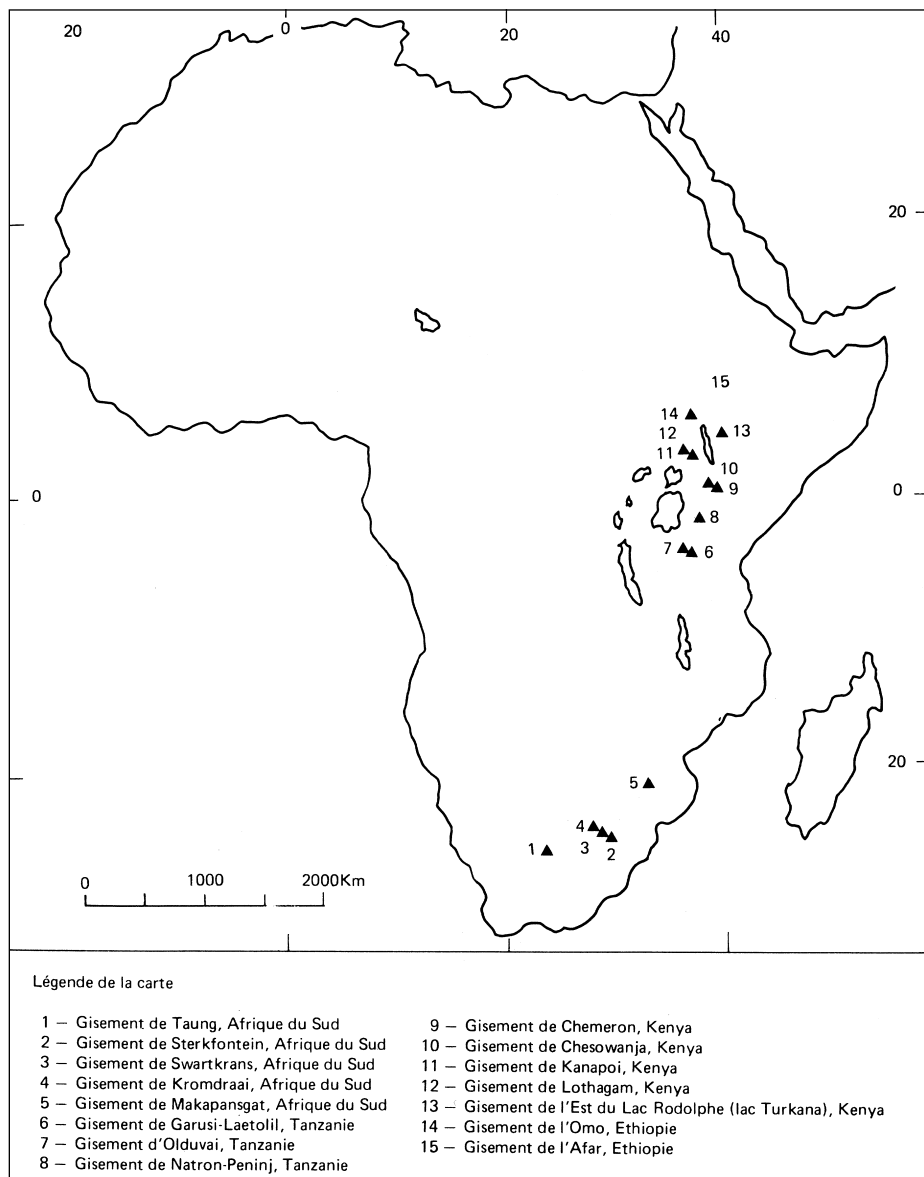 20 0 20 40
20
15
14 13
12
11
10
9
0 0
8
7 6
20
5
4
3
2
1
0 1000 2000Km
Légende de la carte
1 – Gisement de Taung, Afrique du Sud
2 – Gisement de Sterkfontein, Afrique du Sud
3 – Gisement de Swartkrans, Afrique du Sud
4 – Gisement de Kromdraai, Afrique du Sud
5 – Gisement de Makapansgat, Afrique du Sud
6 – Gisement de Garusi-Laetolil, Tanzanie
7 – Gisement d'Olduvai, Tanzanie
8 – Gisement de Natron-Peninj, Tanzanie
9 – Gisement de Chemeron, Kenya
10 – Gisement de Chesowanja, Kenya
11 – Gisement de Kanapoi, Kenya
12 – Gisement de Lothagam, Kenya
13 – Gisement de l'Est du Lac Rodolphe (lac Turkana), Kenya
14 – Gisement de l'Omo, Ethiopie
15 – Gisement de l'Afar, Ethiopie